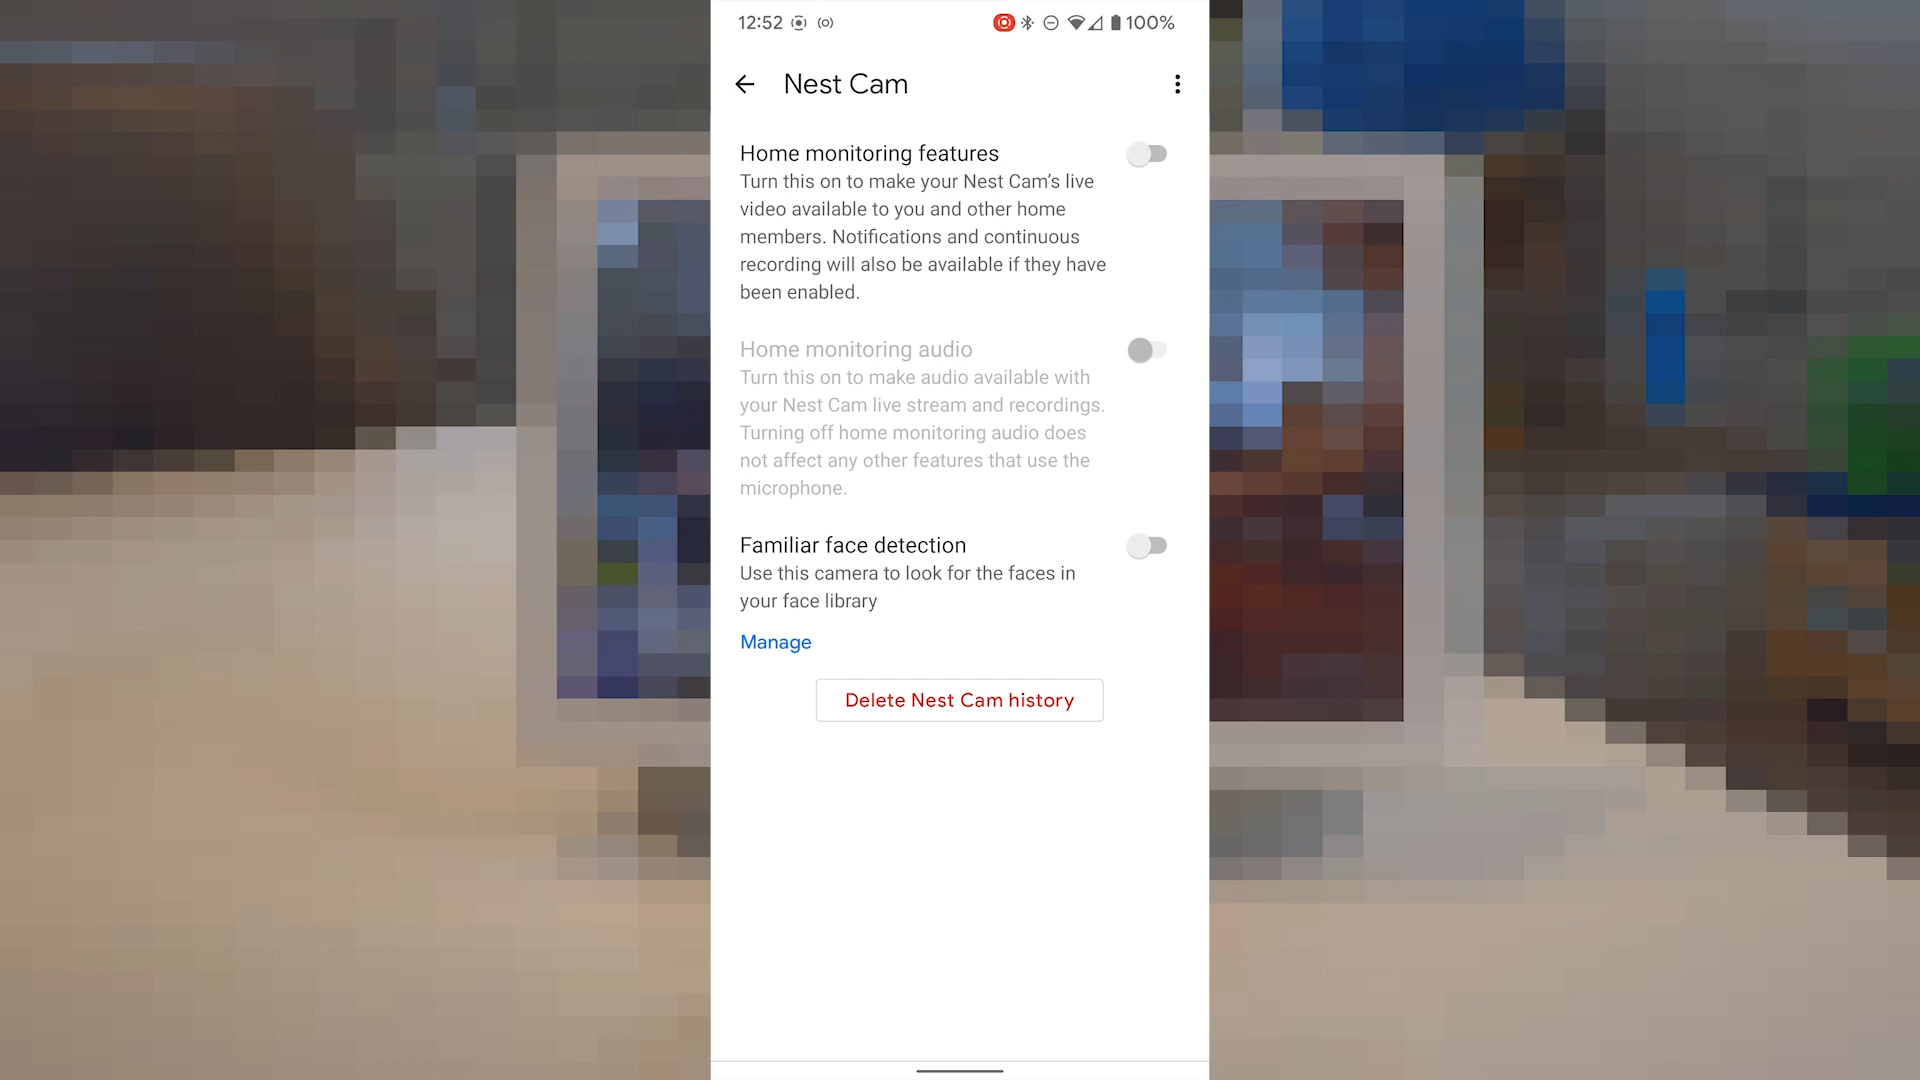 12:52
100%
Nest Cam
Home monitoring features
Turn this on to make your Nest Cam's live
video available to you and other home
members. Notifications and continuous
recording will also be available if they have
been enabled.
Home monitoring audio
Turn this on to make audio available with
your Nest Cam live stream and recordings.
Turning off home monitoring audio does
not affect any other features that use the
microphone.
Familiar face detection
Use this camera to look for the faces in
your face library
Manage
Delete Nest Cam history